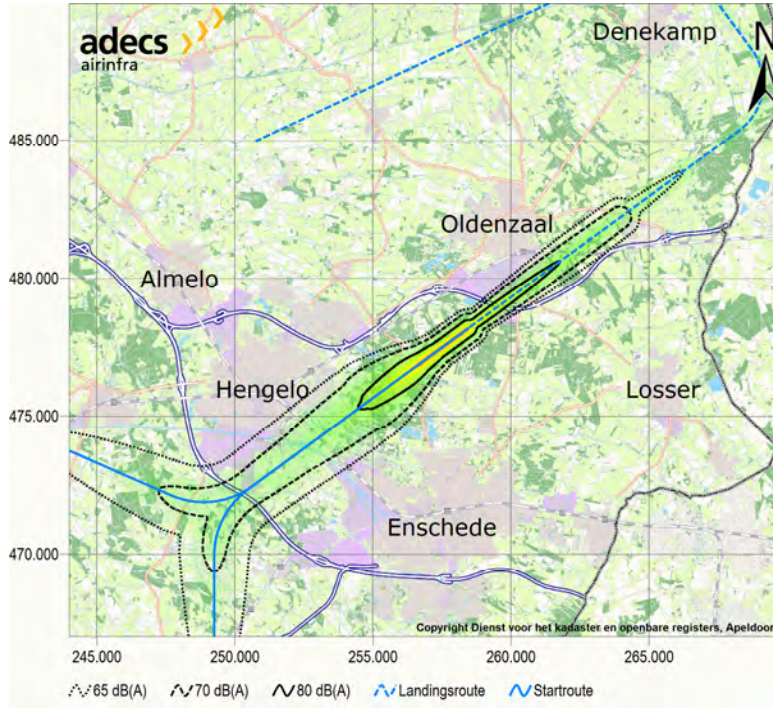 adecs
airinfra
Denekamp
N
485.000
Oldenzaal
480.000
Almelo
Hengelo
475.000
Losser
Enschede
470.000
Copyright Dienst voor het kadaster en openbare registers, Apeldoor
245.000 250.000 255.000 260.000 265.000
65 dB(A) 70 dB(A) 80 dB(A) Landingsroute Startroute